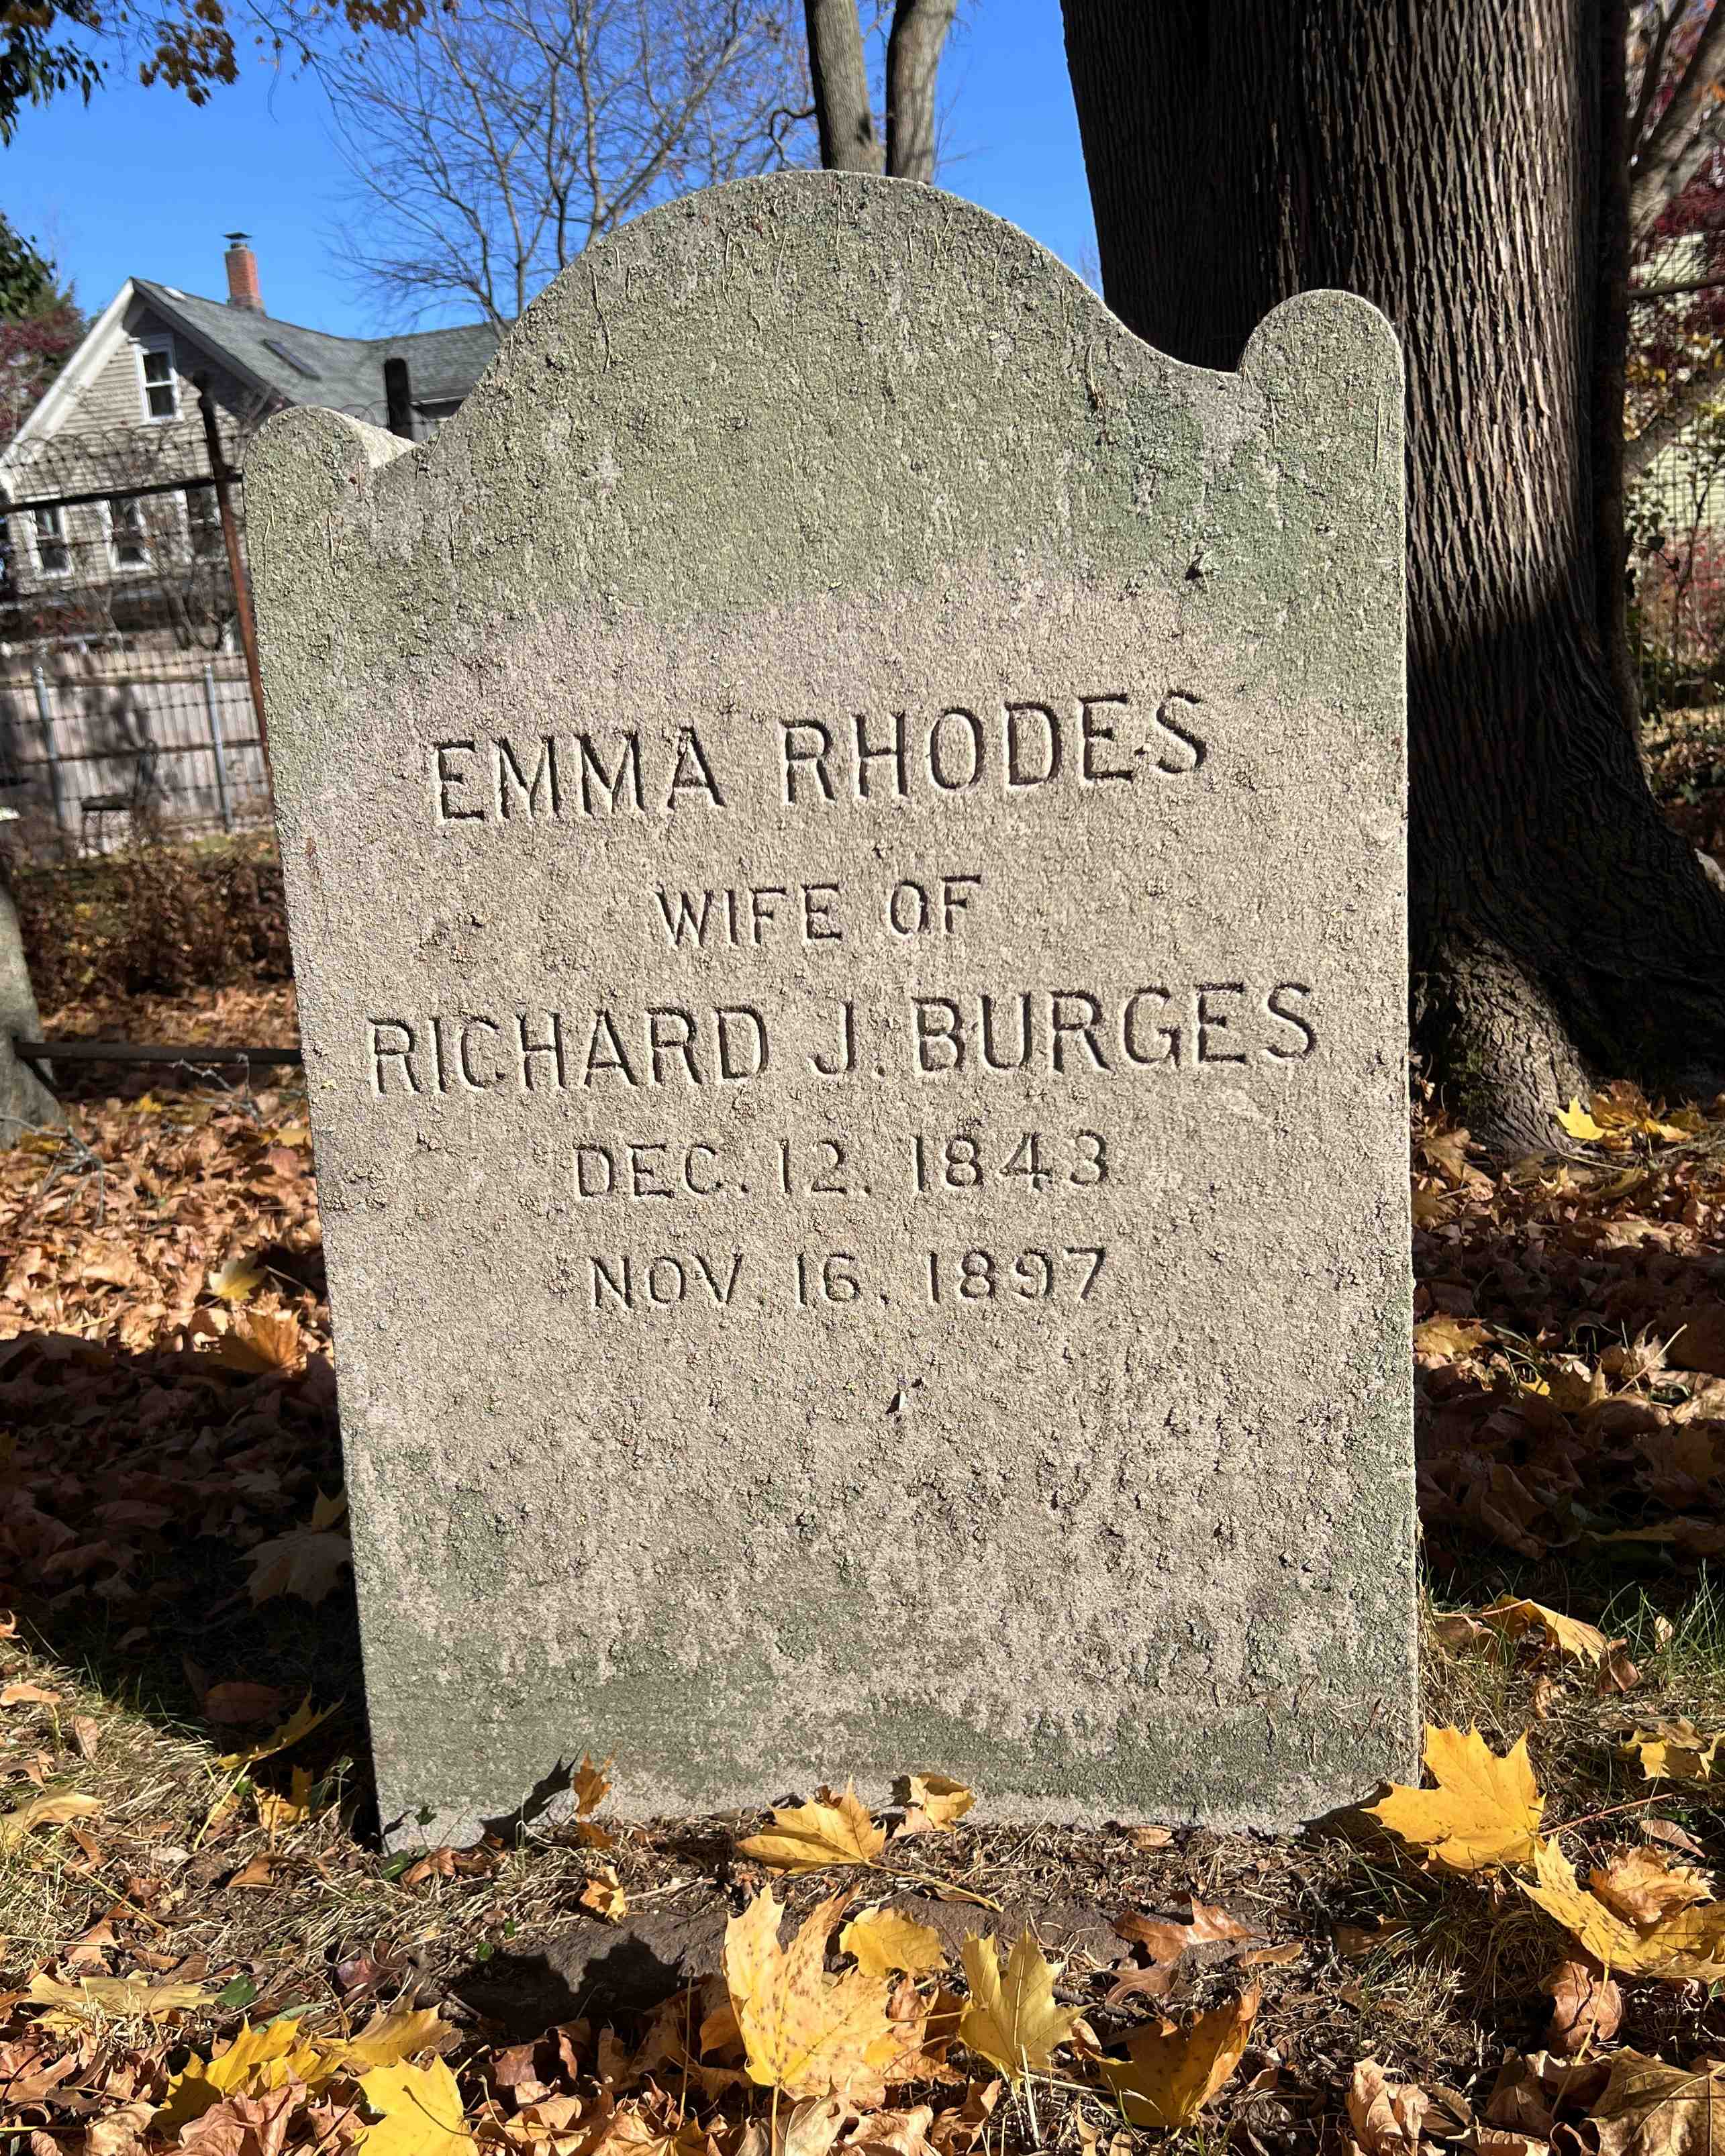 EMMA RHODES
WIFE OF
RICHARD J. BURGES
DEC. 12. 1843
NOV. 16. 1897